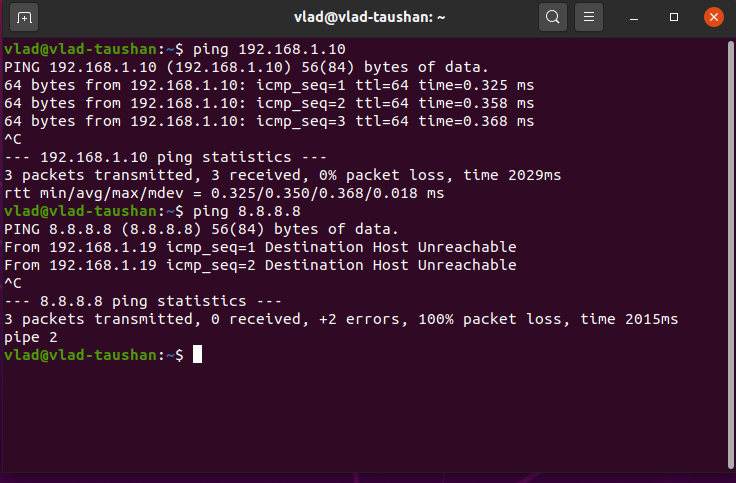 vlad@vlad-taushan: ~
vlad@vlad-taushan:~$ ping 192.168.1.10
PING 192.168.1.10 (192.168.1.10) 56(84) bytes of data.
64 bytes from 192.168.1.10: icmp_seq=1 ttl=64 time=0.325 ms
64 bytes from 192.168.1.10: icmp_seq=2 ttl=64 time=0.358 ms
64 bytes from 192.168.1.10: icmp_seq=3 ttl=64 time=0.368 ms
^C
--- 192.168.1.10 ping statistics ---
3 packets transmitted, 3 received, 0% packet loss, time 2029ms
rtt min/avg/max/mdev = 0.325/0.350/0.368/0.018 ms
vlad@vlad-taushan:~$ ping 8.8.8.8
PING 8.8.8.8 (8.8.8.8) 56(84) bytes of data.
From 192.168.1.19 icmp_seq=1 Destination Host Unreachable
From 192.168.1.19 icmp_seq=2 Destination Host Unreachable
^C
--- 8.8.8.8 ping statistics ---
3 packets transmitted, 0 received, +2 errors, 100% packet loss, time 2015ms
pipe 2
vlad@vlad-taushan:~$